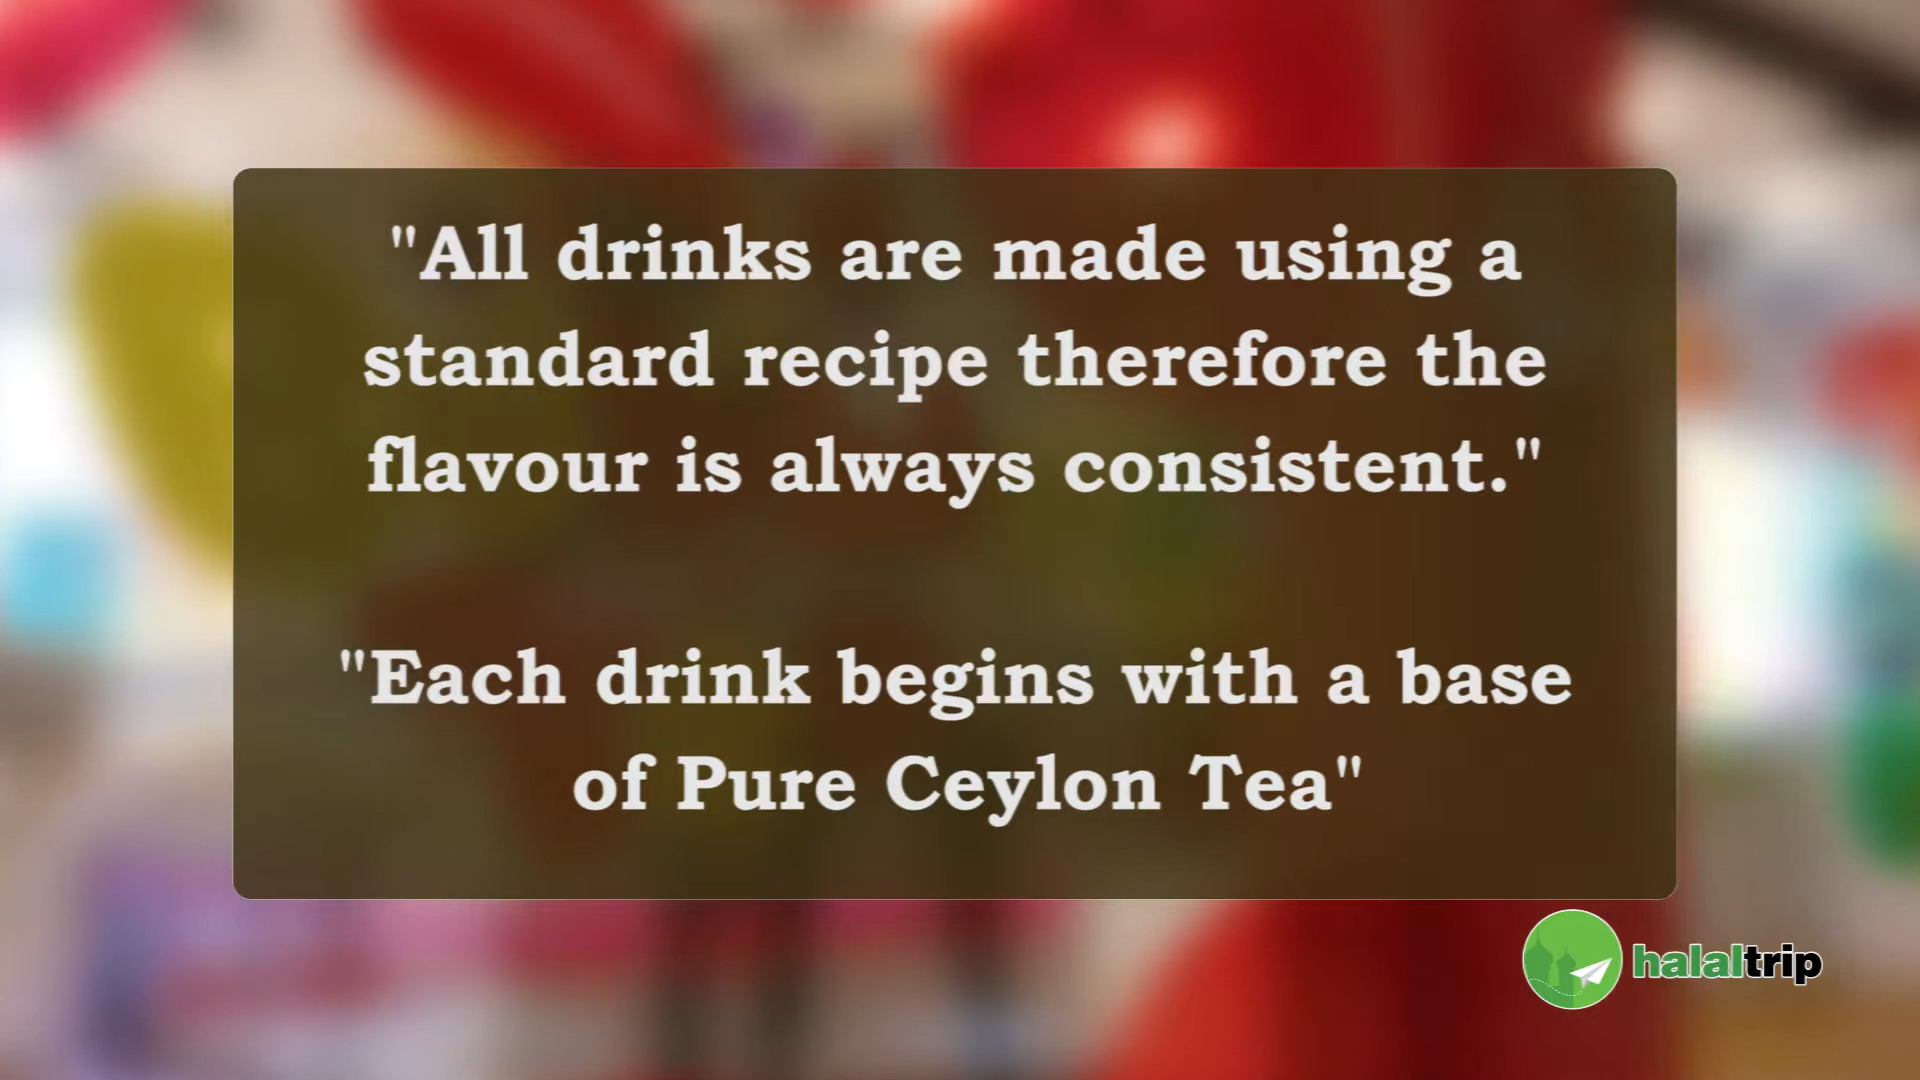 "All drinks are made using a
standard recipe therefore the
flavour is always consistent."
"Each drink begins with a base
of Pure Ceylon Tea"
halaltrip